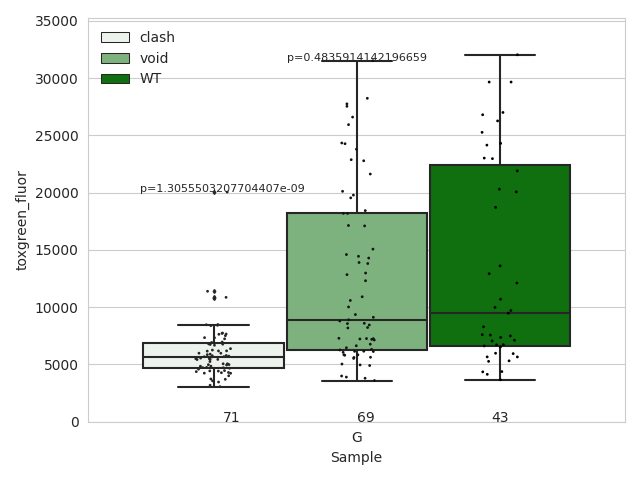 35000
30000
25000
20000
15000
10000
5000
0
toxgreen_fluor
clash
void
WT
p=0.4835914142196659
p=1.3055503207704407e-09
71
69
43
G
Sample